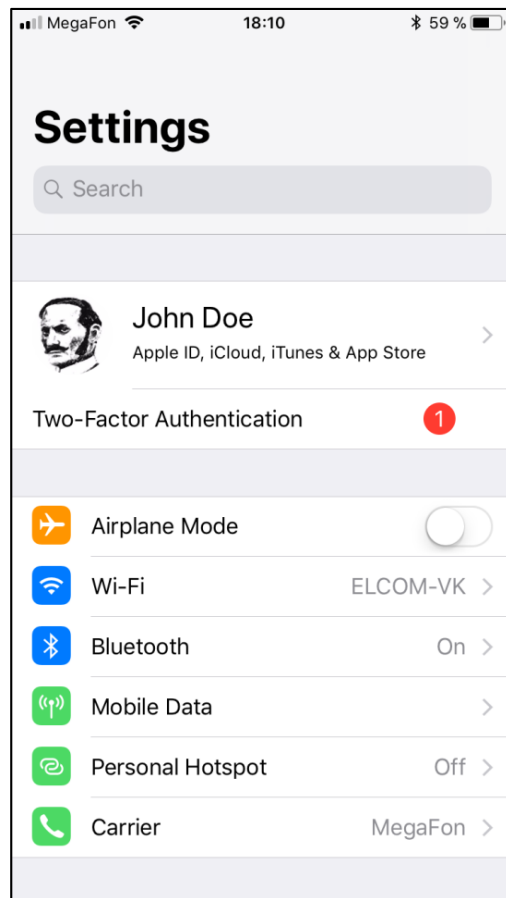 MegaFon 18:10 59 %
Settings
Search
John Doe
Apple ID, iCloud, iTunes & App Store
Two-Factor Authentication 1
Airplane Mode
Wi-Fi ELCOM-VK
Bluetooth On
Mobile Data
Personal Hotspot Off
Carrier MegaFon